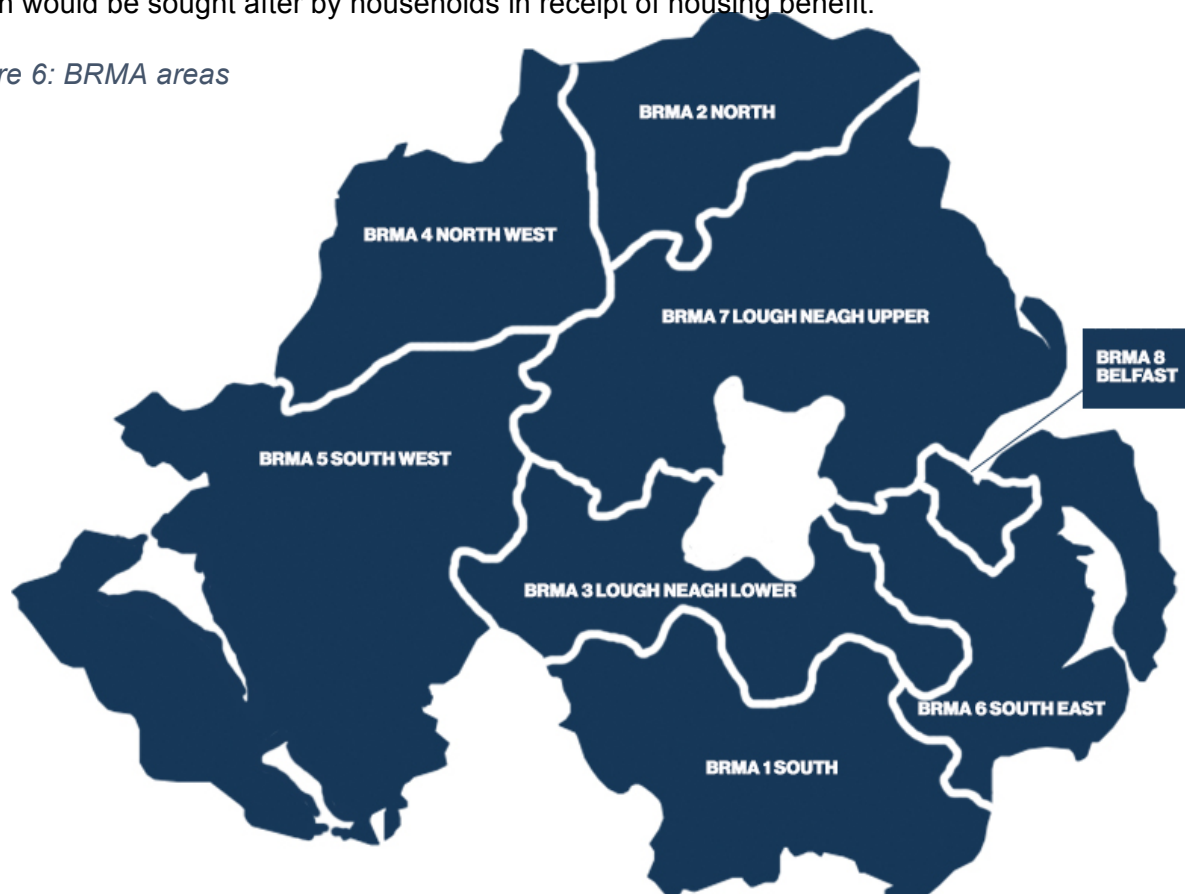 would be sought after by households in receipt of housing benefit.
6: BRMA areas
BRMA 2 NORTH
BRMA 4 NORTH WEST
BRMA 7 LOUGH NEAGH UPPER
BRMA 8
BELFAST
BRMA 5 SOUTH WEST
BRMA 3 LOUGH NEAGH LOWER
BRMA 6 SOUTH EAST
BRMA 1 SOUTH